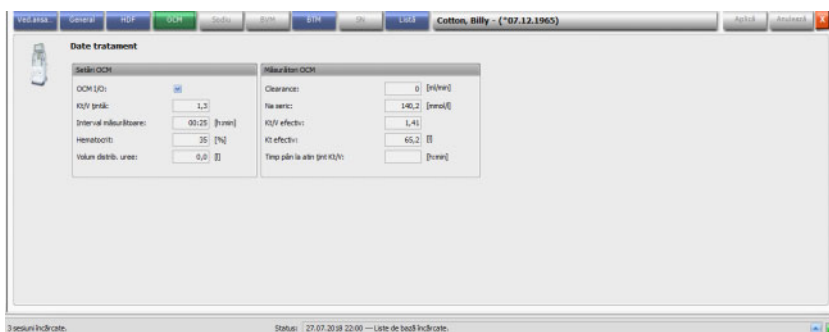 Ved.ansa... General HDF OCM Sodiu BVM BTM SN Listă Cotton, Billy - (*07.12.1965) Aplică Anulează X
Date tratament
Setări OCM
OCM I/O:
Kt/V țintă: 1,3
Interval măsurătoare: 00:25 [h:min]
Hematocrit: 35 [%]
Volum distrib. uree: 0,0 [l]
Măsurători OCM
Clearance: 0 [ml/min]
Na seric: 140,2 [mmol/l]
Kt/V efectiv: 1,41
Kt efectiv: 65,2 [l]
Timp pân la atin țint Kt/V: [h:min]
3 sesiuni încărcate. Status: 27.07.2018 22:00 --- Liste de bază încărcate.